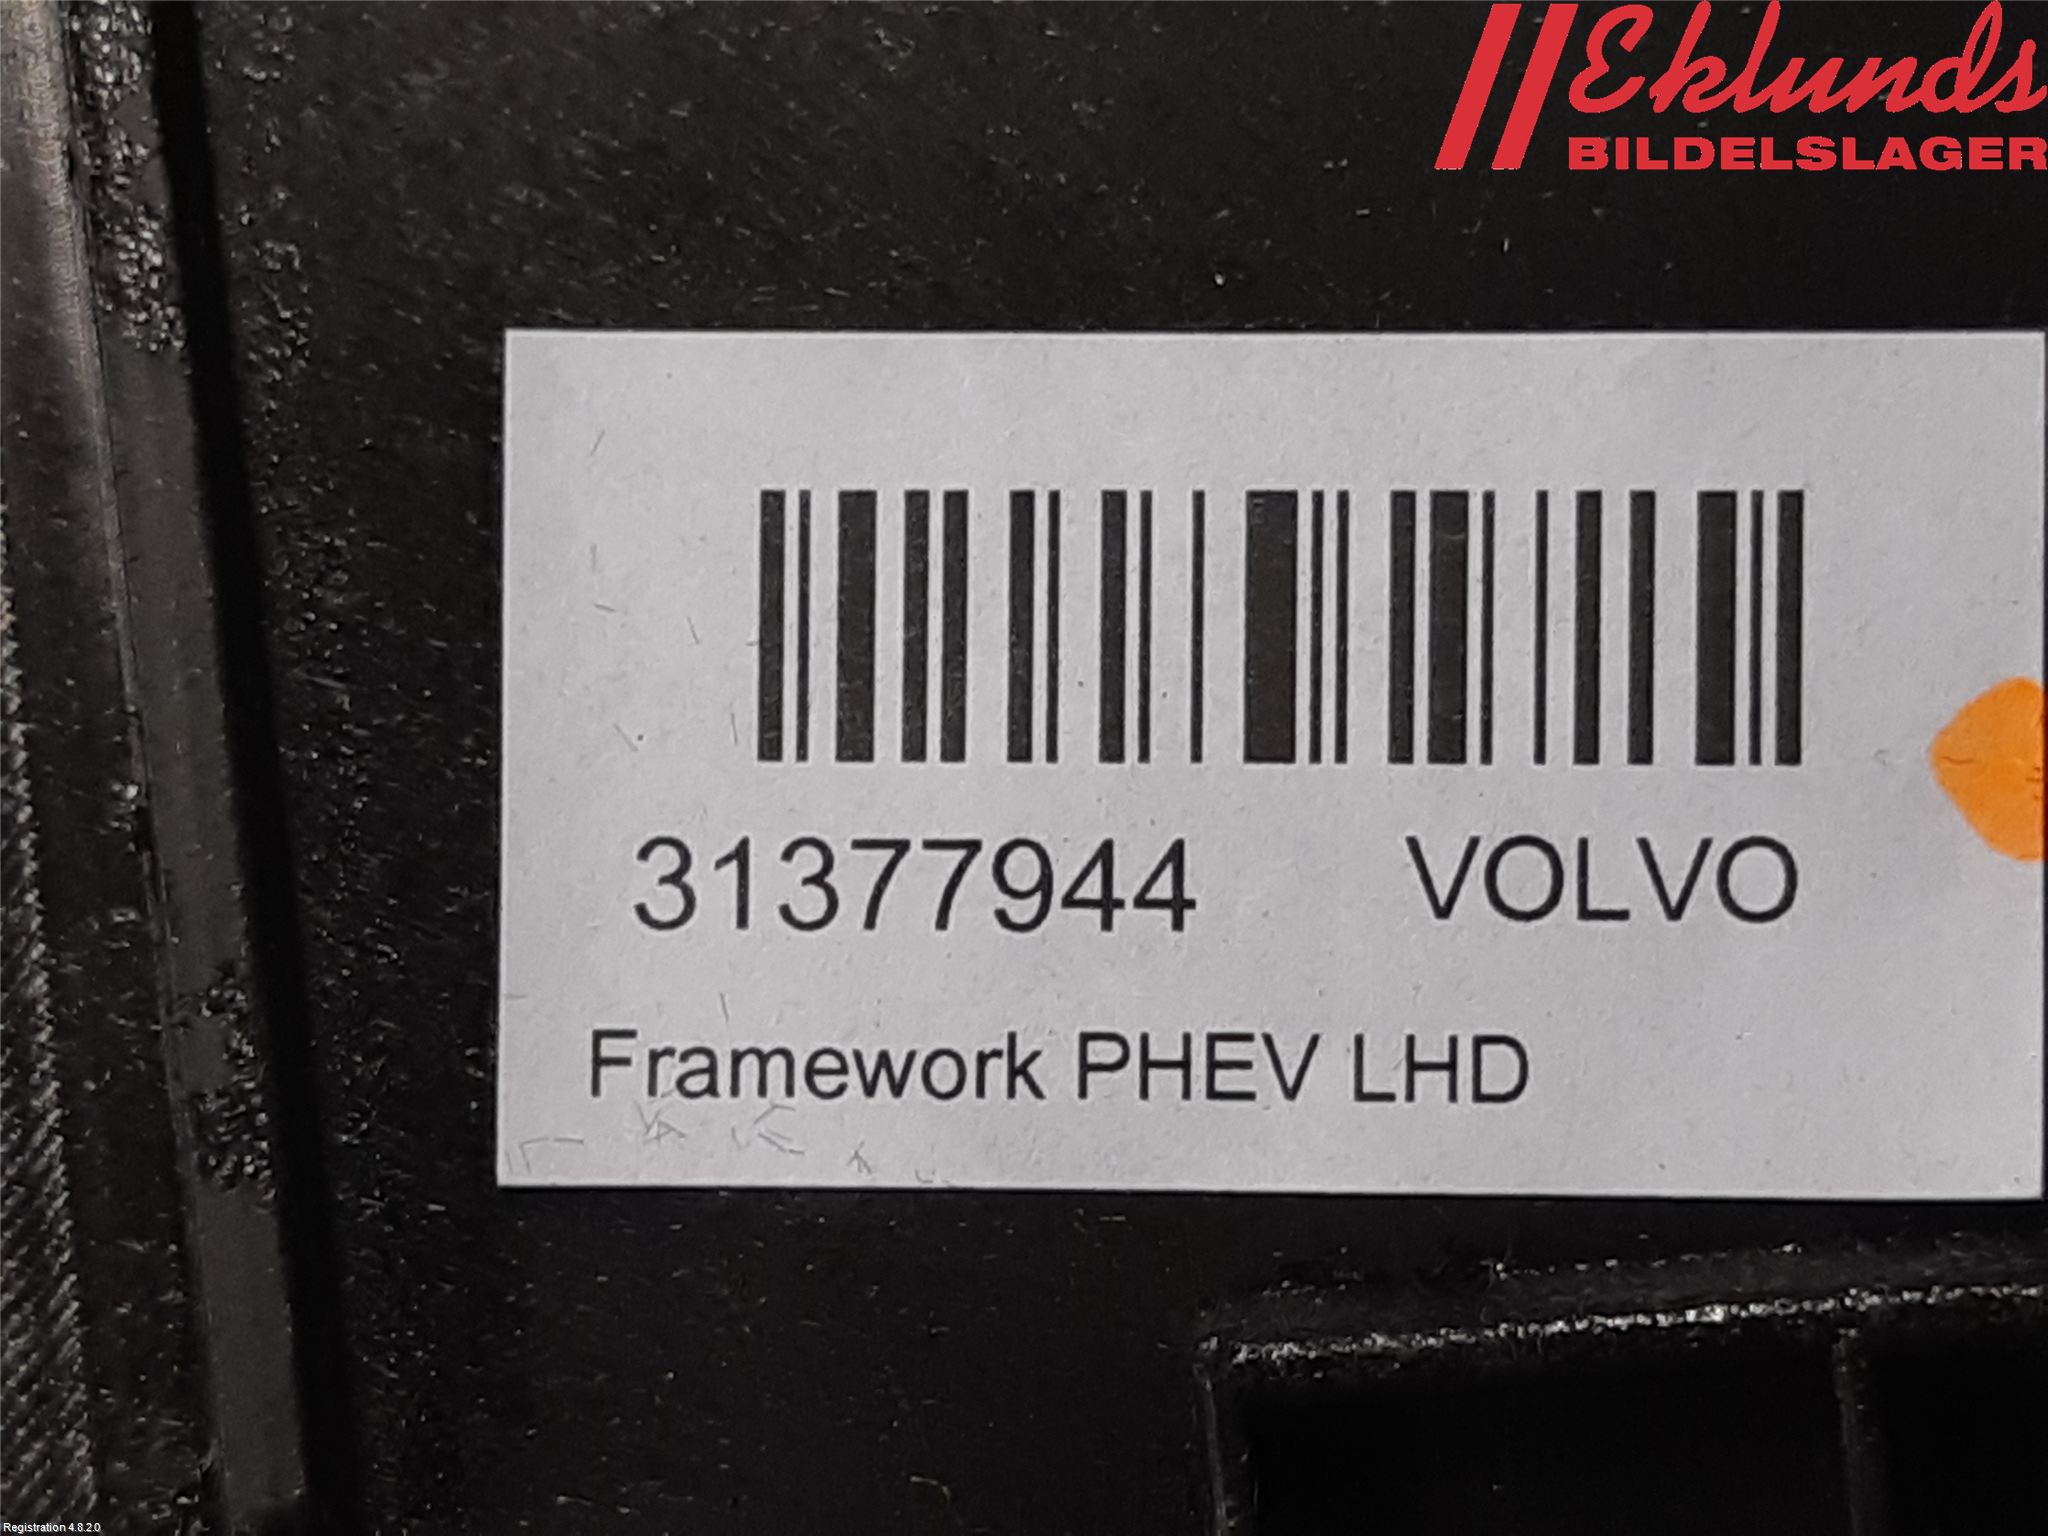 Eklunds
BILDELSLAGER
31377944 VOLVO
Framework PHEV LHD
Registration 4.8.2.0